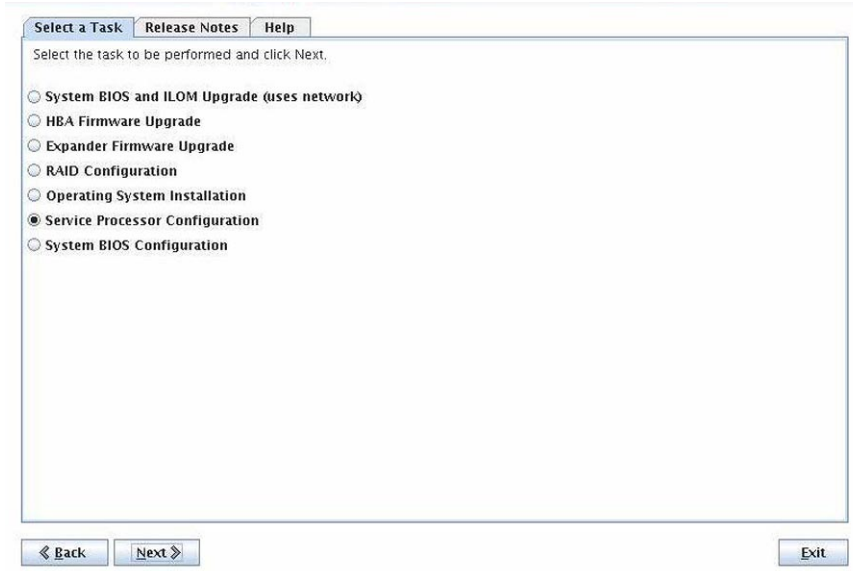 Select a Task Release Notes Help
Select the task to be performed and click Next.
System BIOS and ILOM Upgrade (uses network)
HBA Firmware Upgrade
Expander Firmware Upgrade
RAID Configuration
Operating System Installation
Service Processor Configuration
System BIOS Configuration
Back Next Exit